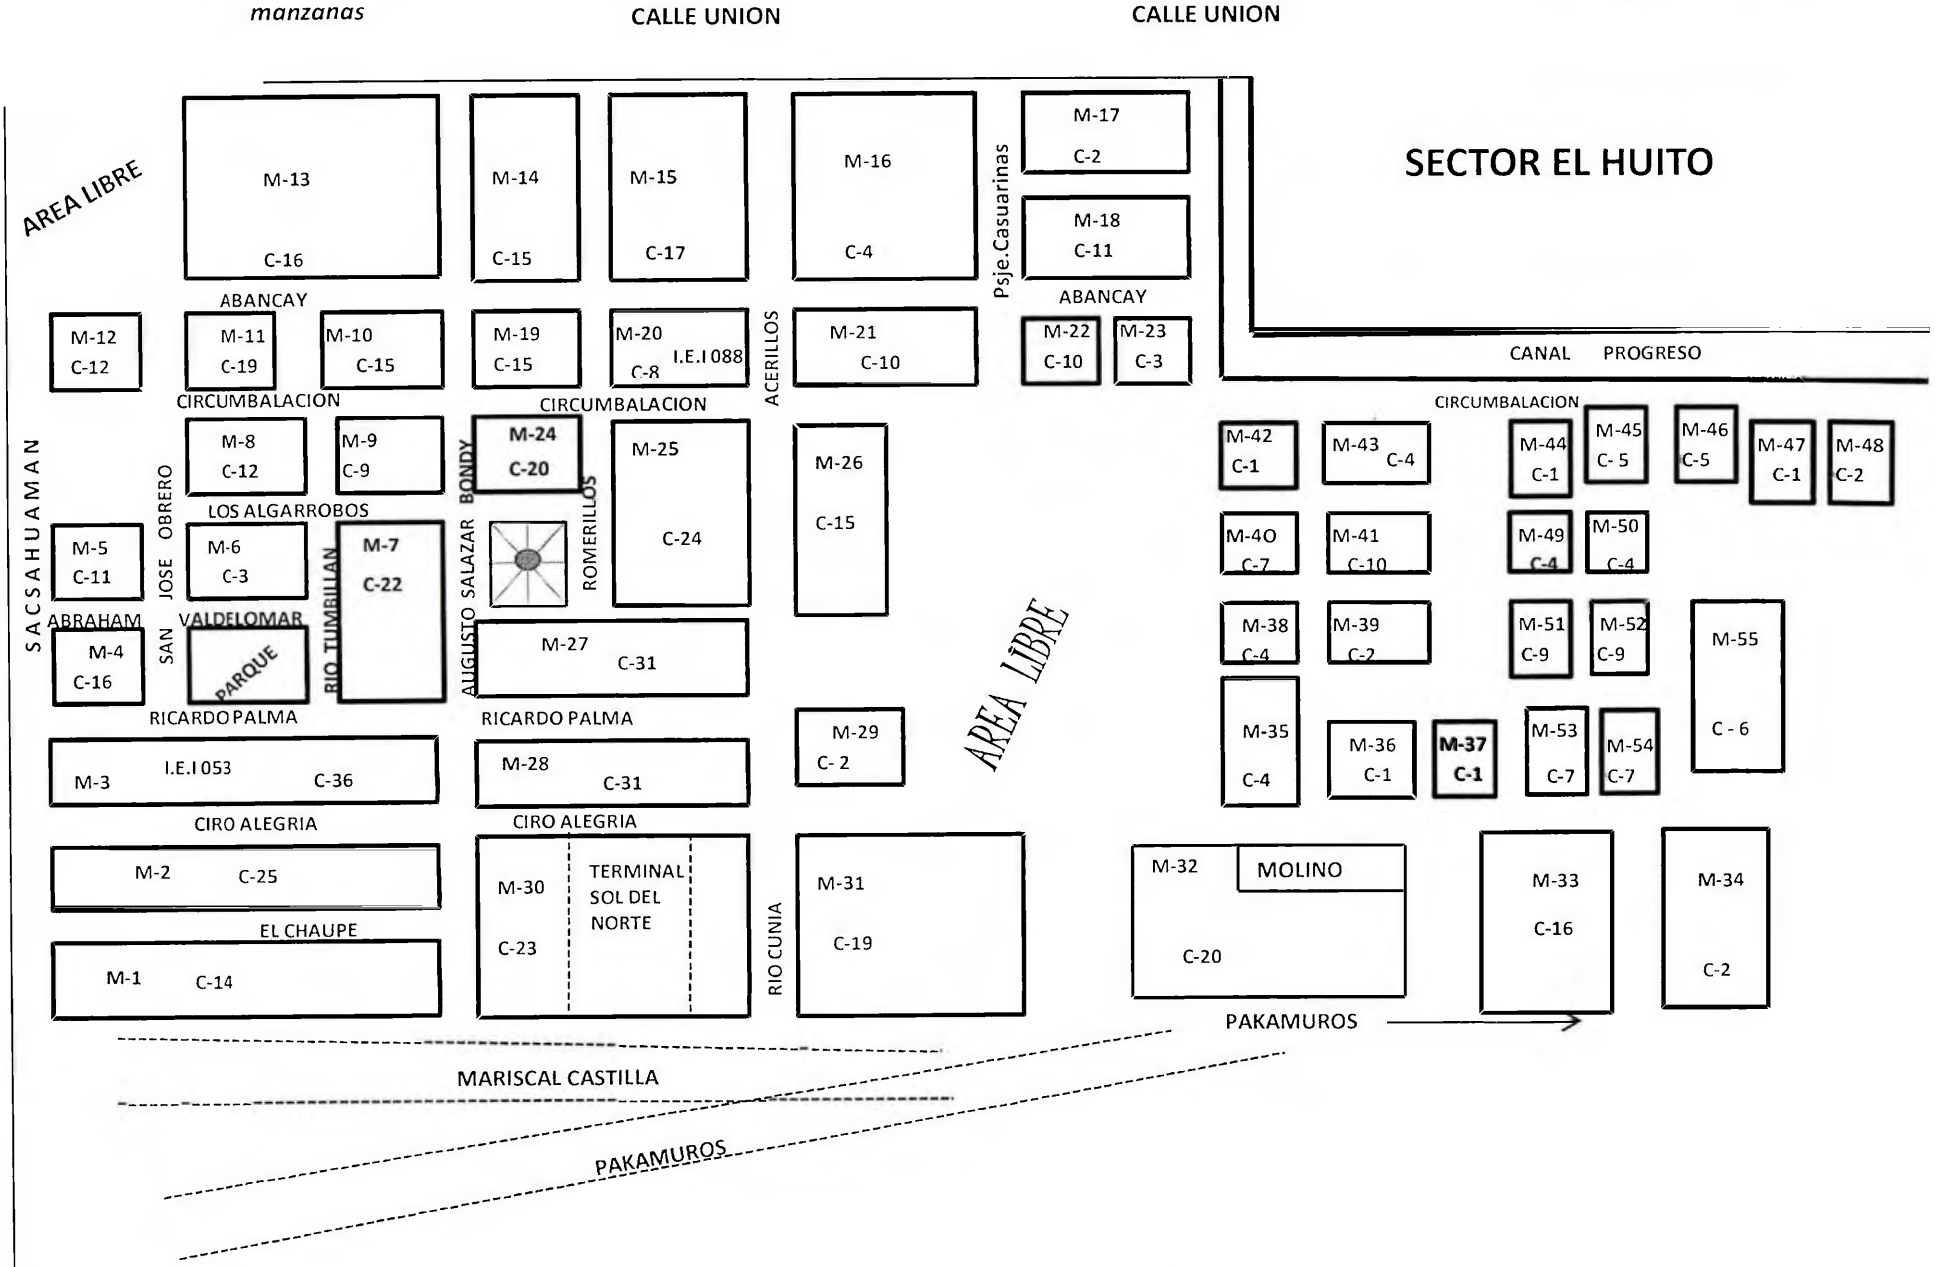 manzanas
CALLE UNION
CALLE UNION
AREA LIBRE
M-13
C-16
M-14
C-15
M-15
C-17
M-16
C-4
Psje.Casuarinas
M-17
C-2
M-18
C-11
SECTOR EL HUITO
ABANCAY
ABANCAY
M-12
C-12
M-11
C-19
M-10
C-15
M-19
C-15
M-20
I.E.I 088
C-8
ACERILLOS
M-21
C-10
M-22
C-10
M-23
C-3
CANAL PROGRESO
CIRCUMBALACION
CIRCUMBALACION
CIRCUMBALACION
SACSAHUAMAN
SAN JOSE OBRERO
M-8
C-12
M-9
C-9
AUGUSTO SALAZAR BONDY
M-24
C-20
ROMERILLOS
M-25
C-24
M-26
C-15
M-42
C-1
M-43
C-4
M-44
C-1
M-45
C- 5
M-46
C-5
M-47
C-1
M-48
C-2
LOS ALGARROBOS
M-5
C-11
M-6
C-3
RIO TUMBILLAN
M-7
C-22
M-40
C-7
M-41
C-10
M-49
C-4
M-50
C-4
ABRAHAM VALDELOMAR
M-4
C-16
PARQUE
M-27
C-31
AREA LIBRE
M-38
C-4
M-39
C-2
M-51
C-9
M-52
C-9
M-55
C - 6
RICARDO PALMA
RICARDO PALMA
M-3
I.E.I 053
C-36
M-28
C-31
M-29
C- 2
M-35
C-4
M-36
C-1
M-37
C-1
M-53
C-7
M-54
C-7
CIRO ALEGRIA
CIRO ALEGRIA
M-2
C-25
M-30
C-23
TERMINAL
SOL DEL
NORTE
RIO CUNIA
M-31
C-19
M-32
MOLINO
C-20
M-33
C-16
M-34
C-2
EL CHAUPE
M-1
C-14
PAKAMUROS
MARISCAL CASTILLA
PAKAMUROS